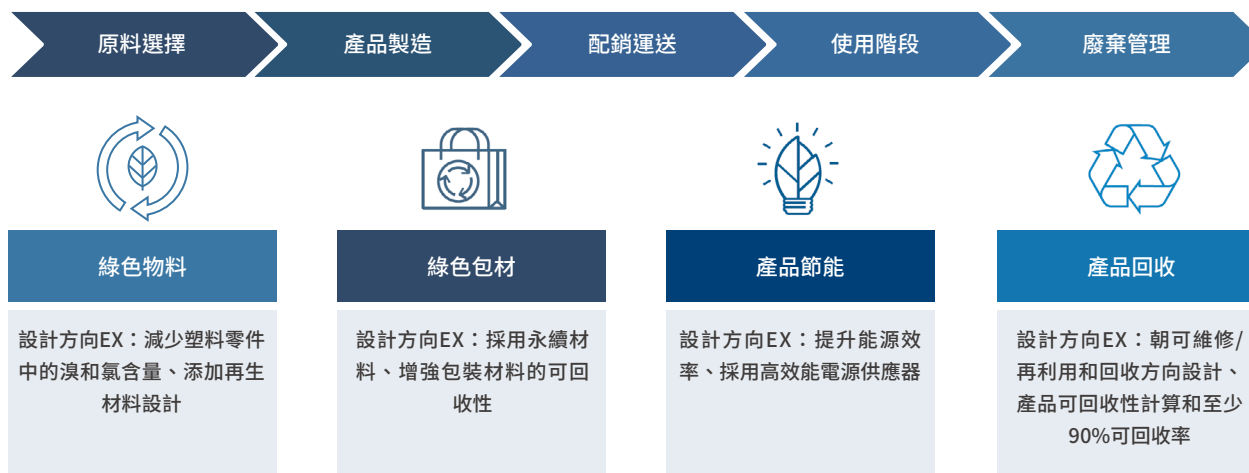 原料選擇
產品製造
配銷運送
使用階段
廢棄管理
綠色物料
設計方向EX：減少塑料零件
中的溴和氯含量、添加再生
材料設計
綠色包材
設計方向EX：採用永續材
料、增強包裝材料的可回
收性
產品節能
設計方向EX：提升能源效
率、採用高效能電源供應器
產品回收
設計方向EX：朝可維修/
再利用和回收方向設計、
產品可回收性計算和至少
90%可回收率